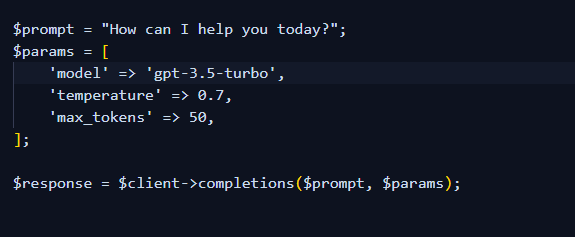 $prompt = "How can I help you today?";
$params = [
    'model' => 'gpt-3.5-turbo',
    'temperature' => 0.7,
    'max_tokens' => 50,
];

$response = $client->completions($prompt, $params);